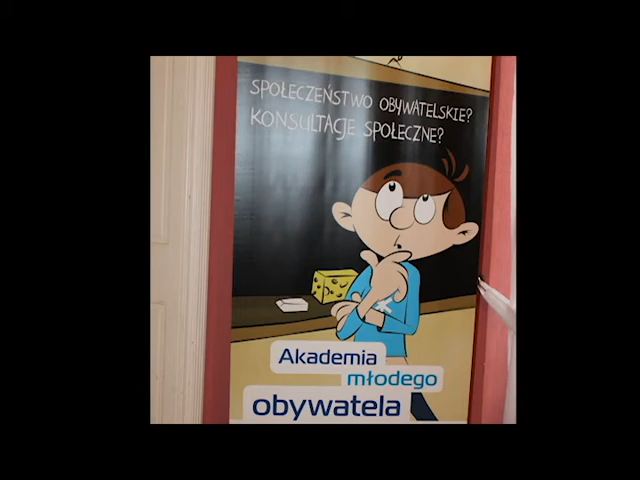 SPOŁECZEŃSTWO OBYWATELSKIE?
KONSULTACJE SPOŁECZNE?
Akademia
młodego
obywatela